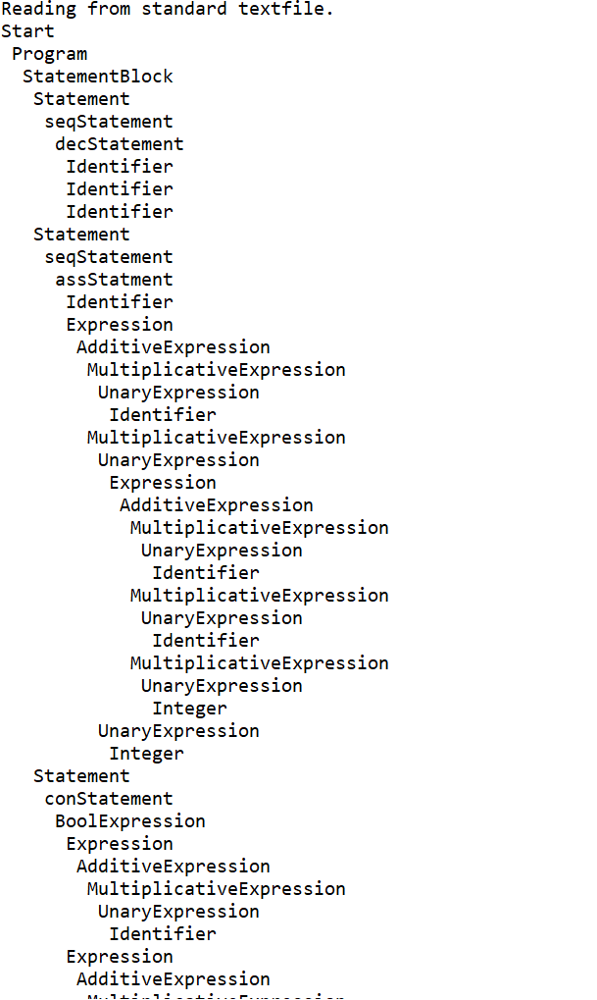 Reading from standard textfile.
Start
Program
StatementBlock
Statement
seqStatement
decStatement
Identifier
Identifier
Identifier
Statement
seqStatement
assStatment
Identifier
Expression
AdditiveExpression
MultiplicativeExpression
UnaryExpression
Identifier
MultiplicativeExpression
UnaryExpression
Expression
AdditiveExpression
MultiplicativeExpression
UnaryExpression
Identifier
MultiplicativeExpression
UnaryExpression
Identifier
MultiplicativeExpression
UnaryExpression
Integer
UnaryExpression
Integer
Statement
conStatement
BoolExpression
Expression
AdditiveExpression
MultiplicativeExpression
UnaryExpression
Identifier
Expression
AdditiveExpression